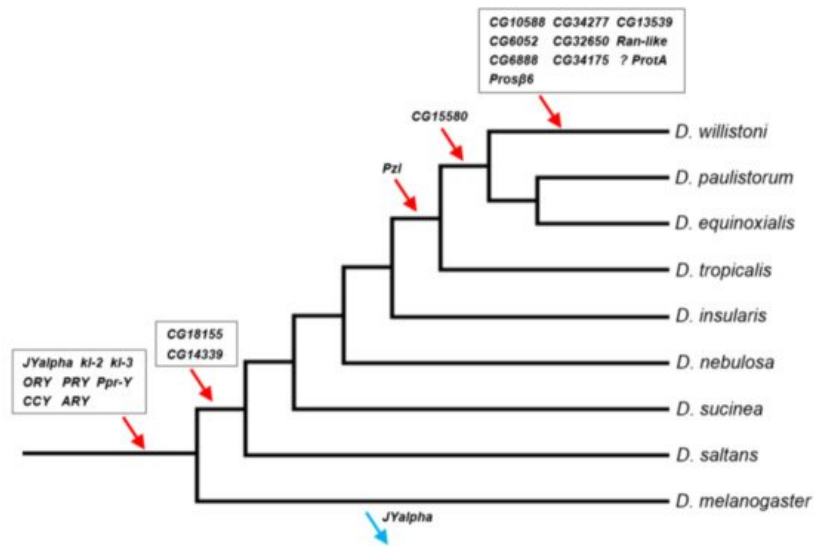 CG10588 CG34277 CG13539
CG6052 CG32650 Ran-like
CG6888 CG34175 ? ProtA
Prosβ6
CG15580
D. willistoni
Pzl
D. paulistorum
D. equinoxialis
D. tropicalis
D. insularis
CG18155
CG14339
JYalpha kl-2 kl-3
ORY PRY Ppr-Y
CCY ARY
D. nebulosa
D. sucinea
D. saltans
D. melanogaster
JYalpha